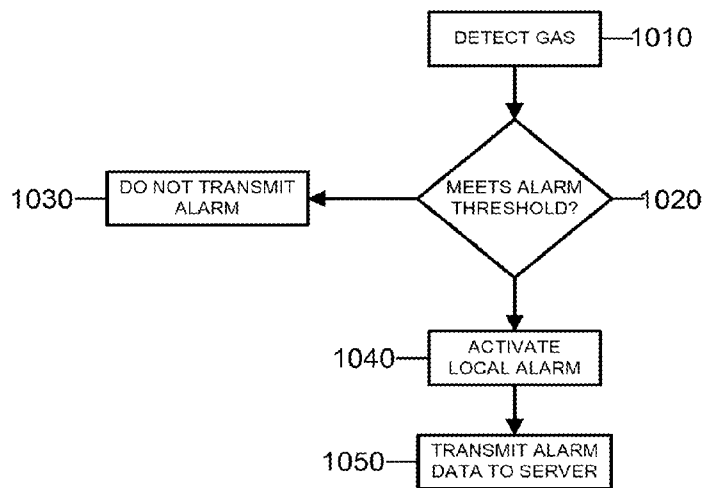 DETECT GAS
1010
MEETS ALARM
THRESHOLD?
1020
1030
DO NOT TRANSMIT
ALARM
1040
ACTIVATE
LOCAL ALARM
1050
TRANSMIT ALARM
DATA TO SERVER